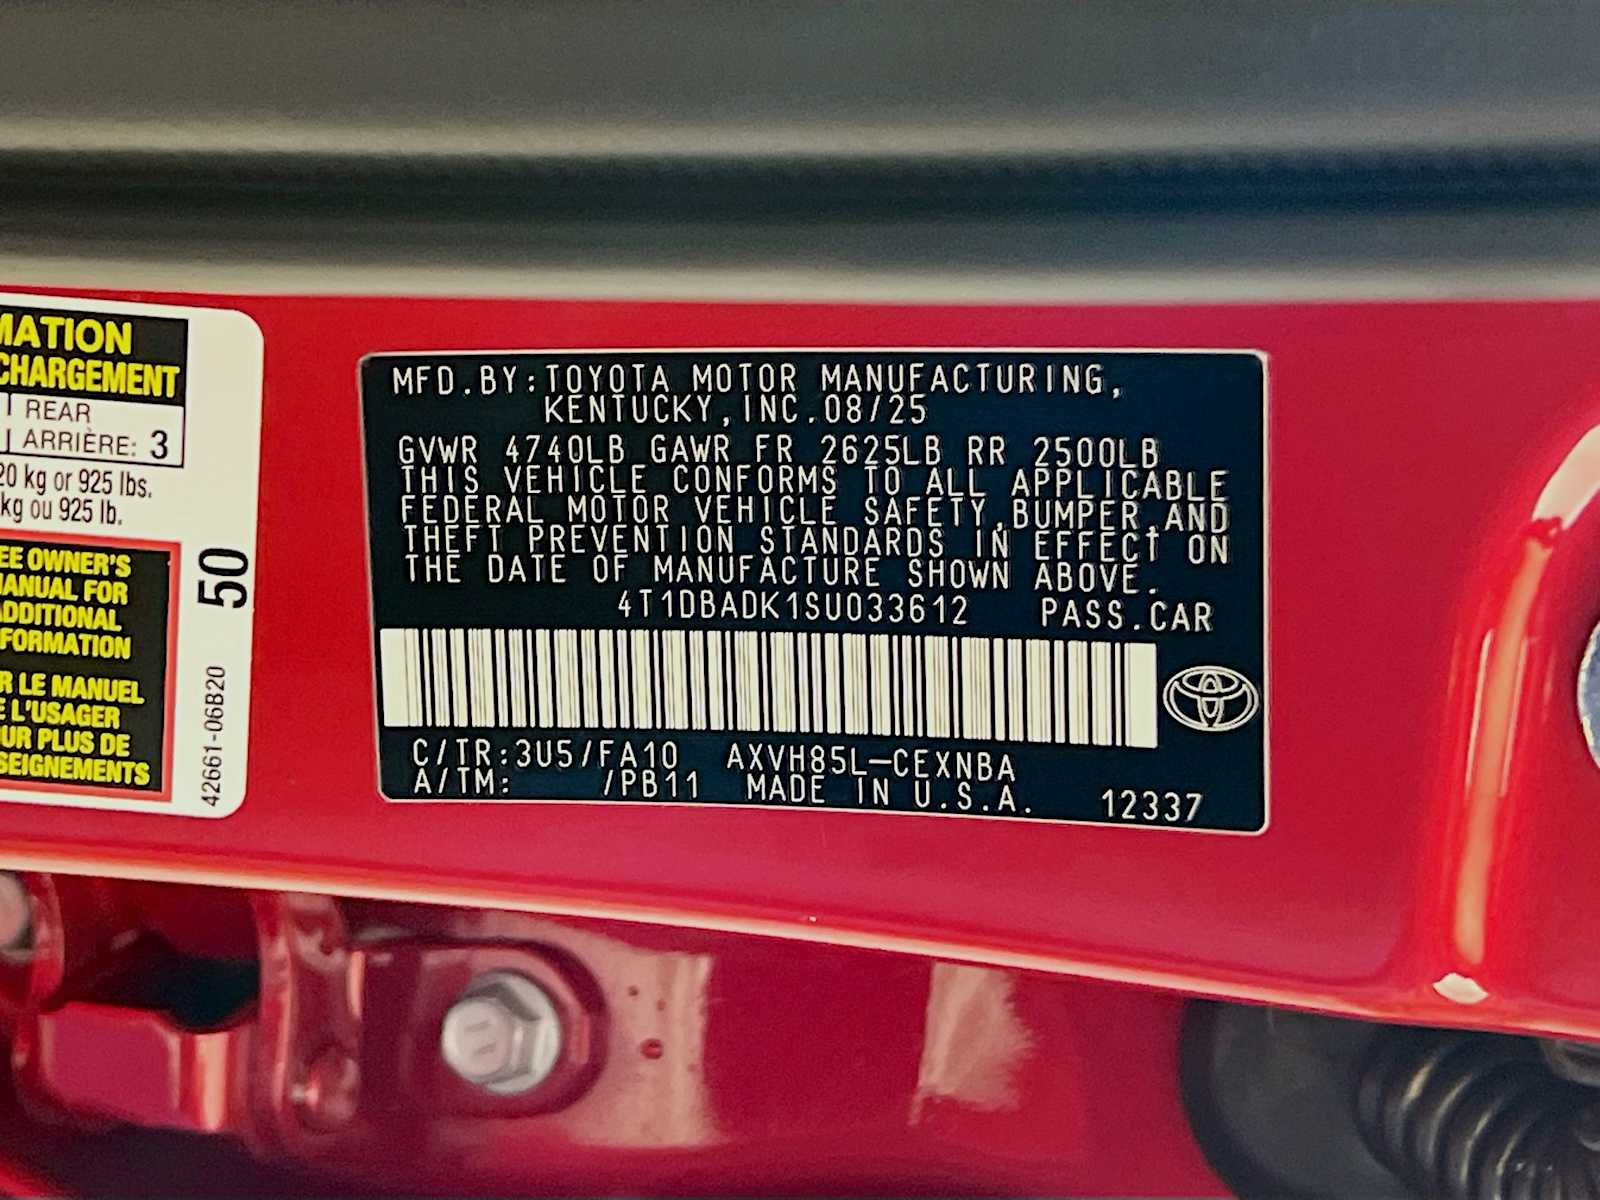 MATION
CHARGEMENT
REAR
ARRIÈRE: 3
20 kg or 925 lbs.
kg ou 925 lb.
EE OWNER'S
MANUAL FOR
ADDITIONAL
FORMATION
R LE MANUEL
E L'USAGER
UR PLUS DE
SEIGNEMENTS
50
42661-06B20
MFD.BY:TOYOTA MOTOR MANUFACTURING,
KENTUCKY,INC.08/25
GVWR 4740LB GAWR FR 2625LB RR 2500LB
THIS VEHICLE CONFORMS TO ALL APPLICABLE
FEDERAL MOTOR VEHICLE SAFETY,BUMPER,AND
THEFT PREVENTION STANDARDS IN EFFECT ON
THE DATE OF MANUFACTURE SHOWN ABOVE.
4T1DBADK1SU033612 PASS.CAR
C/TR:3U5/FA10 AXVH85L-CEXNBA
A/TM: /PB11 MADE IN U.S.A. 12337